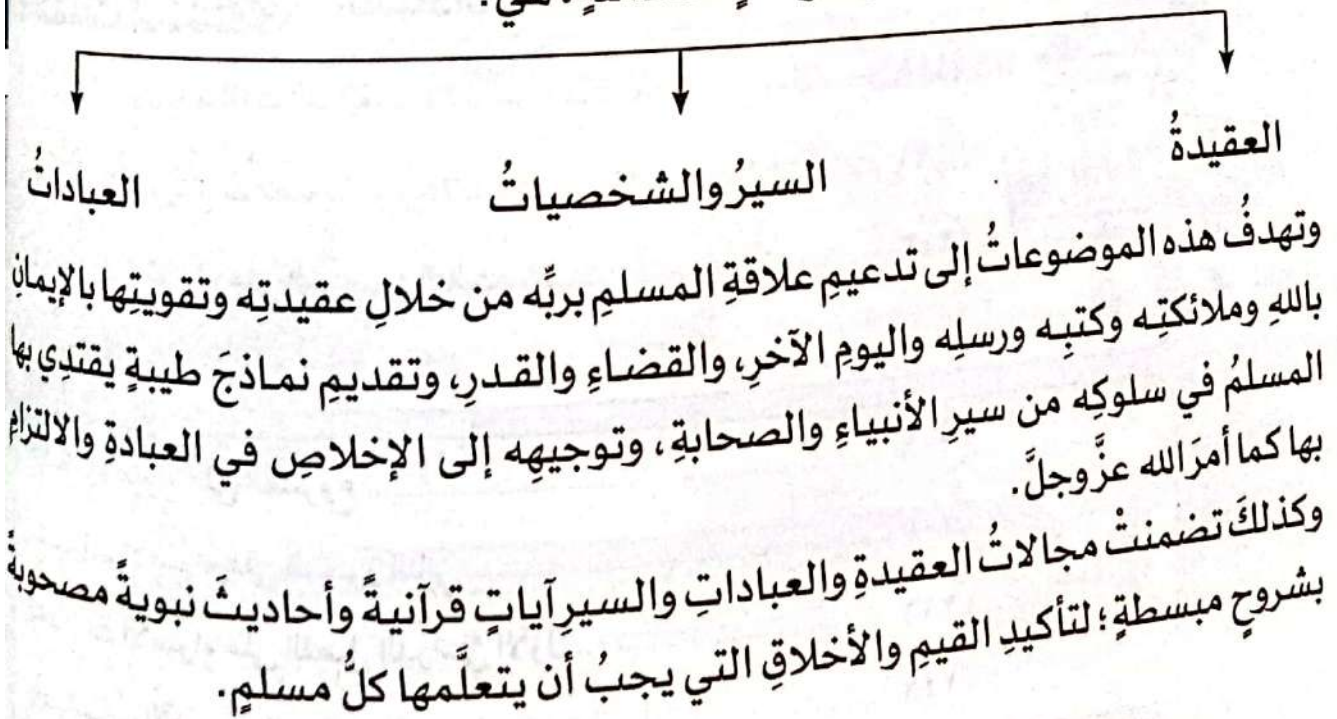 هي:
العقيدةُ
السيرُ والشخصياتُ
العباداتُ
وتهدفُ هذه الموضوعاتُ إلى تدعيمِ علاقةِ المسلمِ بربِّه من خلالِ عقيدتِه وتقويتِها بالإيمانِ
باللهِ وملائكتِه وكتبِه ورسلِه واليومِ الآخرِ، والقضاءِ والقدرِ، وتقديمِ نماذجَ طيبةٍ يقتدِي بها
المسلمُ في سلوكِه من سيرِ الأنبياءِ والصحابةِ، وتوجيهِه إلى الإخلاصِ في العبادةِ والالتزامِ
بها كما أمرَ الله عزَّ وجلَّ.
وكذلكَ تضمنتْ مجالاتُ العقيدةِ والعباداتِ والسيرِ آياتٍ قرآنيةً وأحاديثَ نبويةً مصحوبةً
بشروحٍ مبسطةٍ؛ لتأكيدِ القيمِ والأخلاقِ التي يجبُ أن يتعلَّمها كلُّ مسلمٍ.